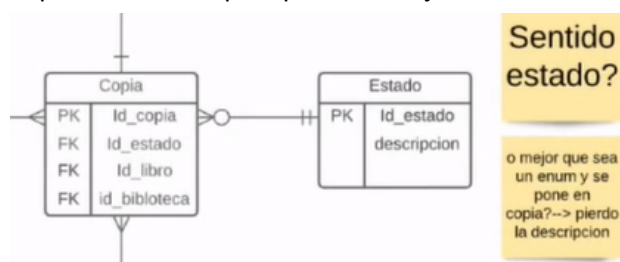 Copia
PK Id_copia
FK Id_estado
FK Id_libro
FK id_bibloteca
Estado
PK Id_estado
descripcion
Sentido
estado?
o mejor que sea
un enum y se
pone en
copia?--> pierdo
la descripcion